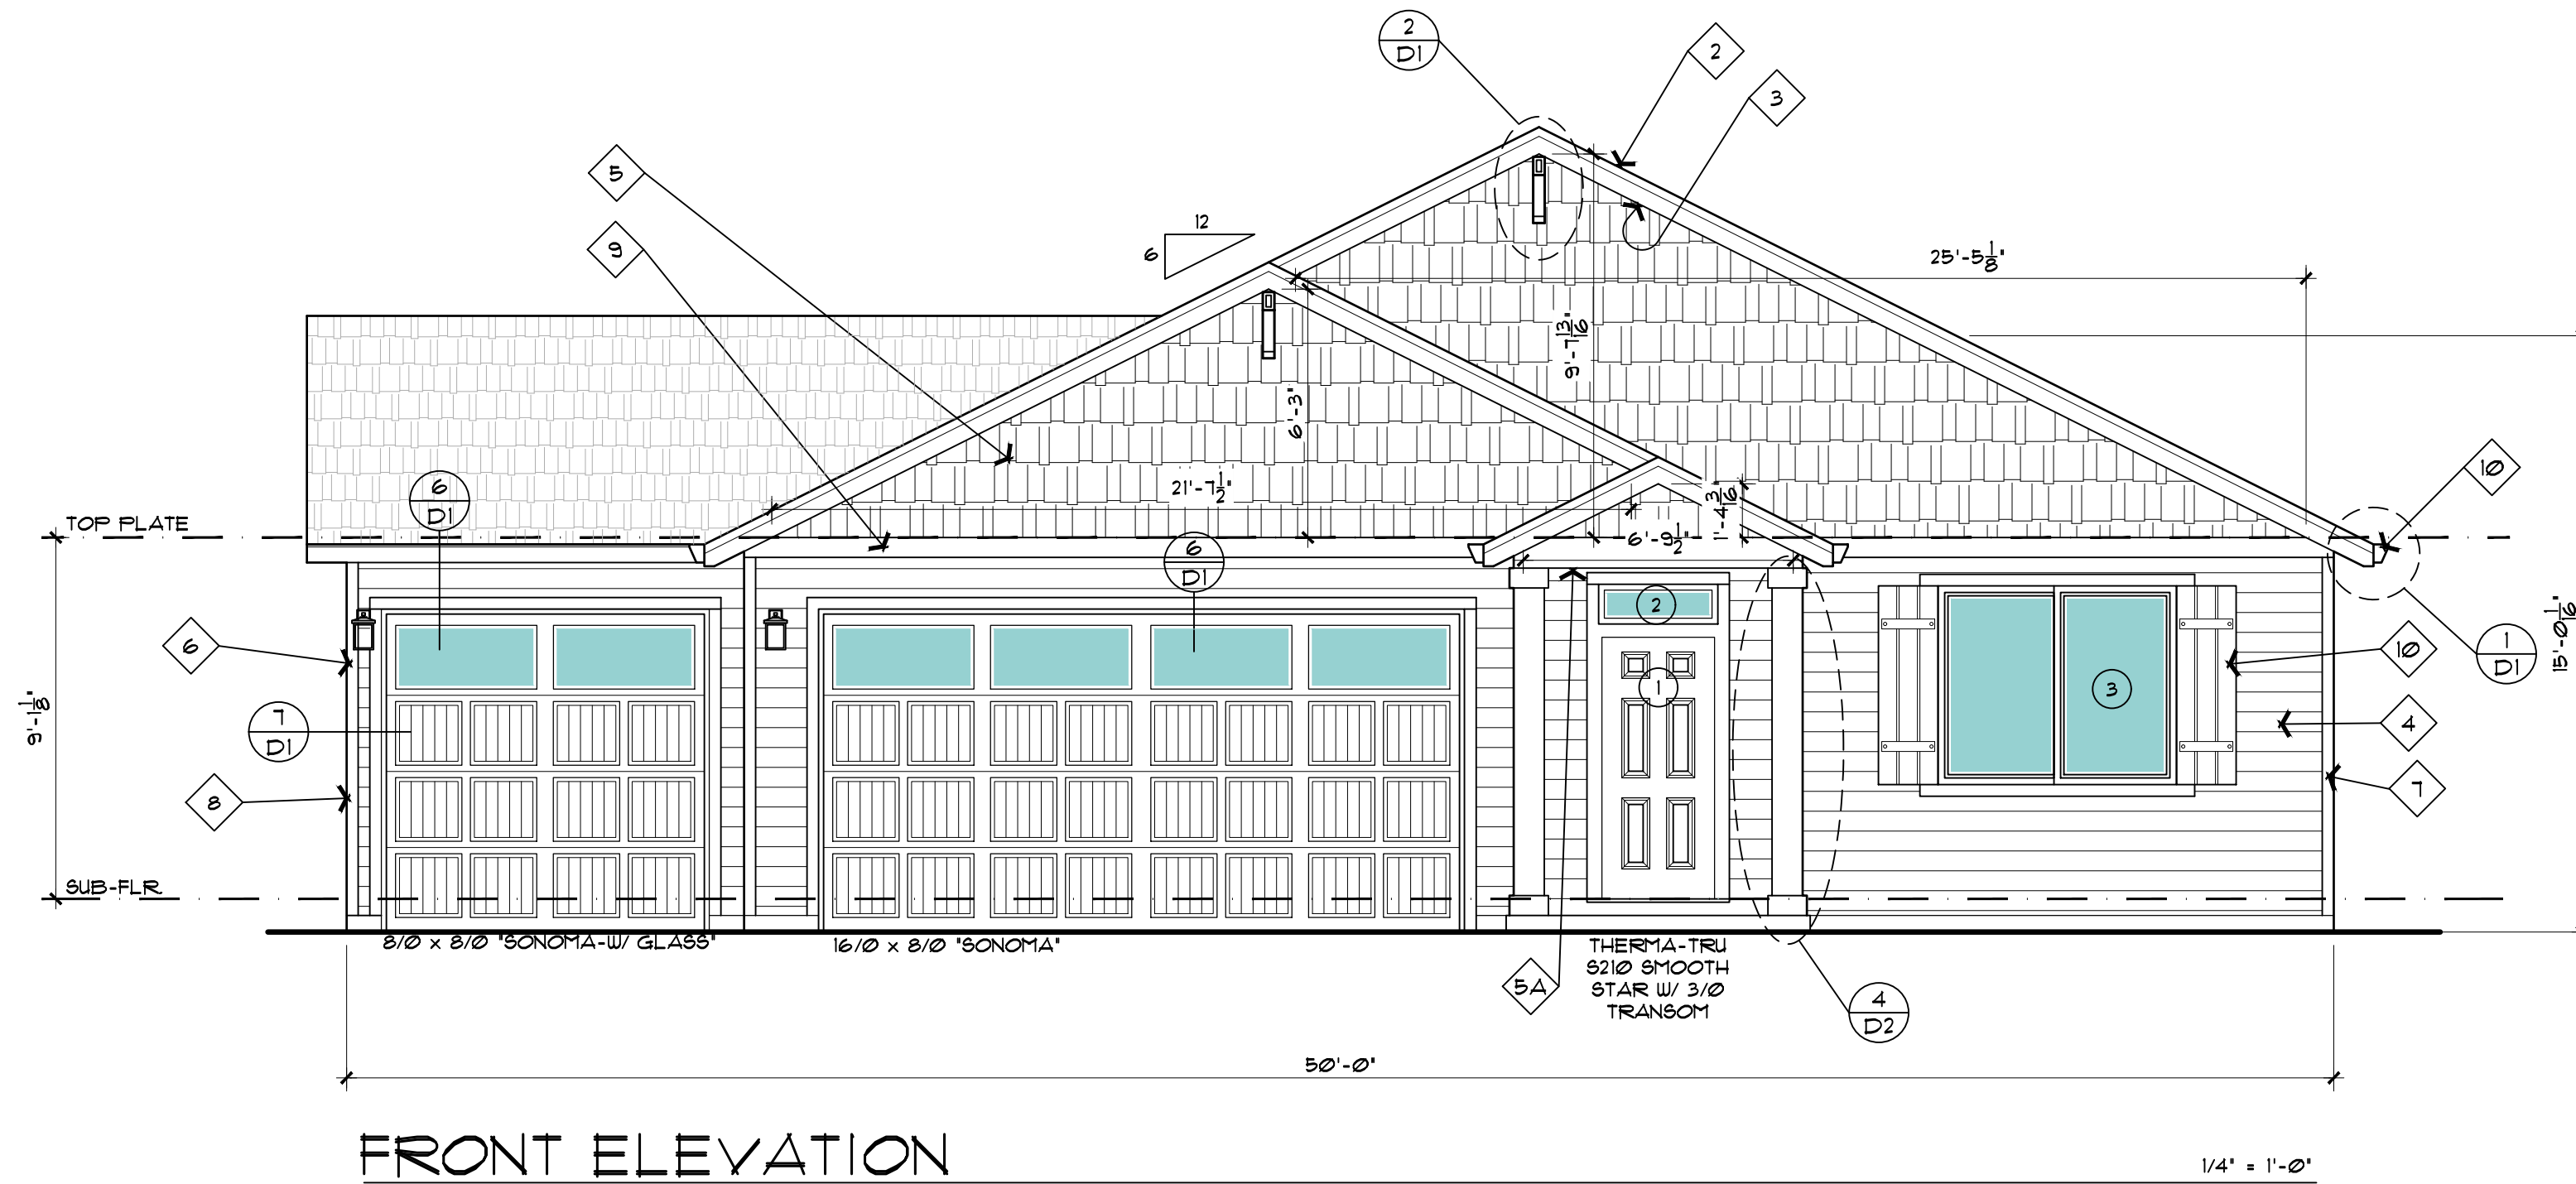 2
D1
2
3
5
9
12
6
25'-5 1/8"
9'-7 13/16"
6'-3"
21'-7 1/2"
1'-4 3/16"
6'-9 1/2"
10
6
D1
TOP PLATE
6
D1
2
1
3
6
7
D1
8
9'-1 1/8"
SUB-FLR.
10
4
7
1
D1
15'-0 1/16"
8/0 x 8/0 "SONOMA-W/ GLASS"
16/0 x 8/0 "SONOMA"
THERMA-TRU
S210 SMOOTH
STAR W/ 3/0
TRANSOM
5A
4
D2
50'-0"
FRONT ELEVATION
1/4" = 1'-0"